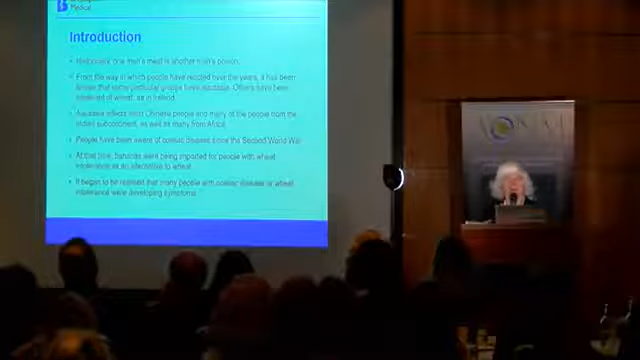 Medical
Introduction
one man's meat is another man's poison.
From the way in which people have reacted over the years, it has been
known that some particular groups have Others have been
intolerant of wheat, as in Ireland.
affects most Chinese people and many of the people from the
Indian subcontinent, as well as many from Africa.
People have been aware of coeliac disease since the Second World War.
At that time, bananas were being imported for people with wheat
intolerance as an alternative to wheat.
It began to be realised that many people with coeliac disease or wheat
intolerance were developing symptoms